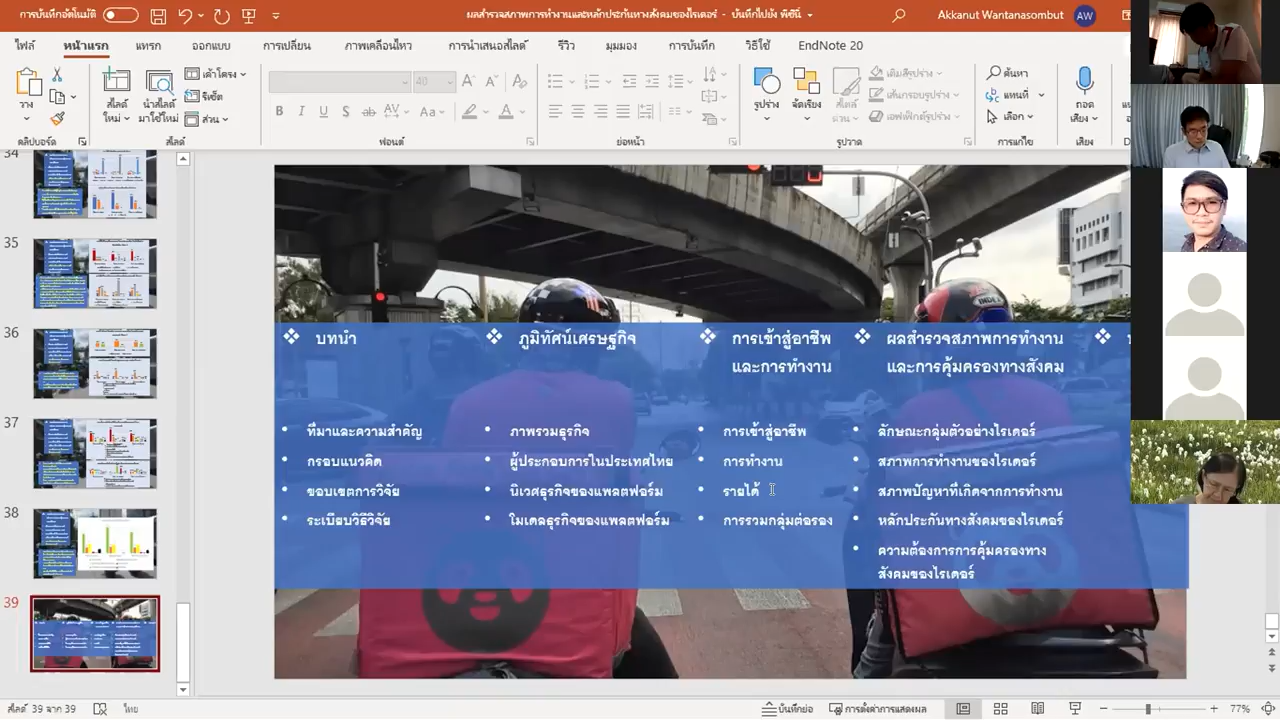 การบันทึกอัตโนมัติ
ผลสำรวจสภาพการทำงานและหลักประกันทางสังคมของไรเดอร์ - บันทึกไปยัง พีซีนี้
Akkanut Wantanasombut
AW
ไฟล์ หน้าแรก แทรก ออกแบบ การเปลี่ยน ภาพเคลื่อนไหว การนำเสนอสไลด์ รีวิว มุมมอง การบันทึก วิธีใช้ EndNote 20
วาง
สไลด์ใหม่
นำสไลด์มาใช้ใหม่
เค้าโครง
รีเซ็ต
ส่วน
40
รูปร่าง
จัดเรียง
สไตล์ด่วน
เติมสีรูปร่าง
เส้นกรอบรูปร่าง
เอฟเฟ็กต์รูปร่าง
ค้นหา
แทนที่
เลือก
ถอดเสียง
คลิปบอร์ด
สไลด์
ฟอนต์
ย่อหน้า
รูปวาด
การแก้ไข
เสียง
34
35
36
37
38
39
บทนำ
ที่มาและความสำคัญ
กรอบแนวคิด
ขอบเขตการวิจัย
ระเบียบวิธีวิจัย
ภูมิทัศน์เศรษฐกิจ
ภาพรวมธุรกิจ
ผู้ประกอบการในประเทศไทย
นิเวศธุรกิจของแพลตฟอร์ม
โมเดลธุรกิจของแพลตฟอร์ม
การเข้าสู่อาชีพ
และการทำงาน
การเข้าสู่อาชีพ
การทำงาน
รายได้
การรวมกลุ่มต่อรอง
ผลสำรวจสภาพการทำงาน
และการคุ้มครองทางสังคม
ลักษณะกลุ่มตัวอย่างไรเดอร์
สภาพการทำงานของไรเดอร์
สภาพปัญหาที่เกิดจากการทำงาน
หลักประกันทางสังคมของไรเดอร์
ความต้องการการคุ้มครองทาง
สังคมของไรเดอร์
สไลด์ 39 จาก 39
ไทย
บันทึกย่อ
การตั้งค่าการแสดงผล
77%